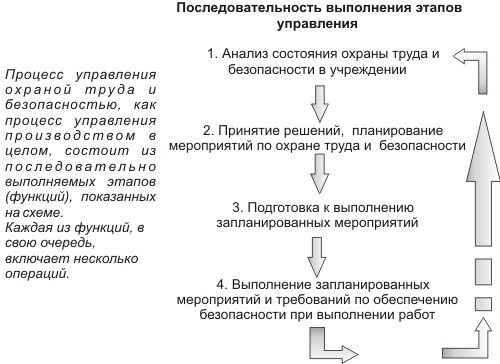 Последовательность выполнения этапов
управления
Процесс управления
охраной труда и
безопасностью, как
процесс управления
производством в
целом, состоит из
последовательно
выполняемых этапов
(функций), показанных
на схеме.
Каждая из функций, в
свою очередь,
включает несколько
операций.
1. Анализ состояния охраны труда и
безопасности в учреждении
2. Принятие решений, планирование
мероприятий по охране труда и безопасности
3. Подготовка к выполнению
запланированных мероприятий
4. Выполнение запланированных
мероприятий и требований по обеспечению
безопасности при выполнении работ